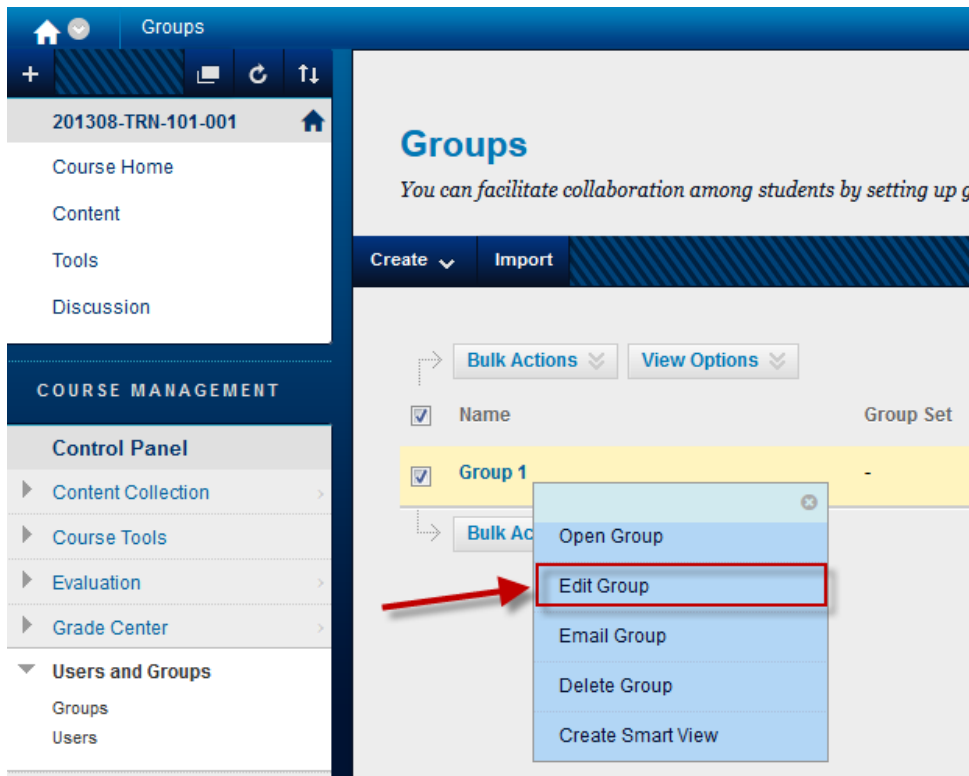 Groups
201308-TRN-101-001
Course Home
Content
Tools
Discussion
COURSE MANAGEMENT
Control Panel
Content Collection
Course Tools
Evaluation
Grade Center
Users and Groups
Groups
Users
Groups
You can facilitate collaboration among students by setting up
Create Import
Bulk Actions View Options
Name Group Set
Group 1 -
Bulk Ac
Open Group
Edit Group
Email Group
Delete Group
Create Smart View